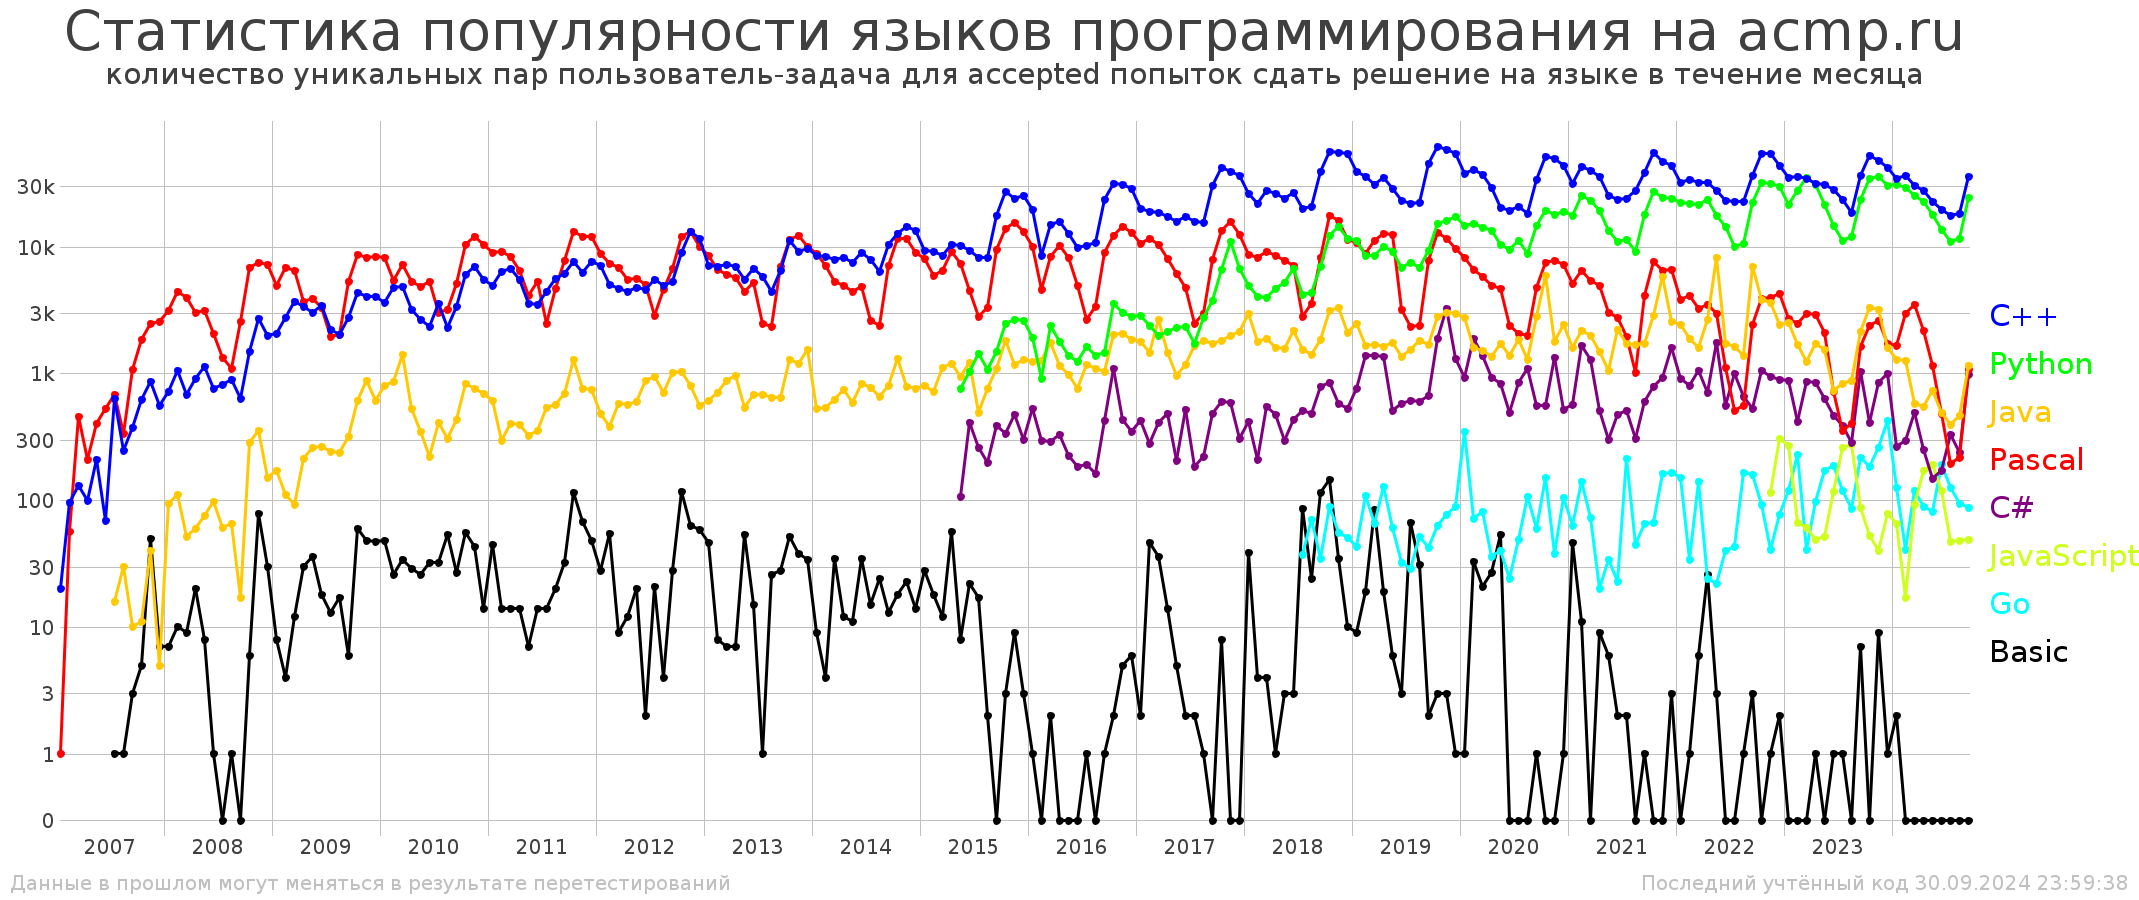 Статистика популярности языков программирования на acmp.ru
количество уникальных пар пользователь-задача для accepted попыток сдать решение на языке в течение месяца
30k
10k
3k
1k
300
100
30
10
3
1
0
C++
Python
Java
Pascal
C#
JavaScript
Go
Basic
2007 2008 2009 2010 2011 2012 2013 2014 2015 2016 2017 2018 2019 2020 2021 2022 2023
Данные в прошлом могут меняться в результате перетестирований
Последний учтённый код 30.09.2024 23:59:38